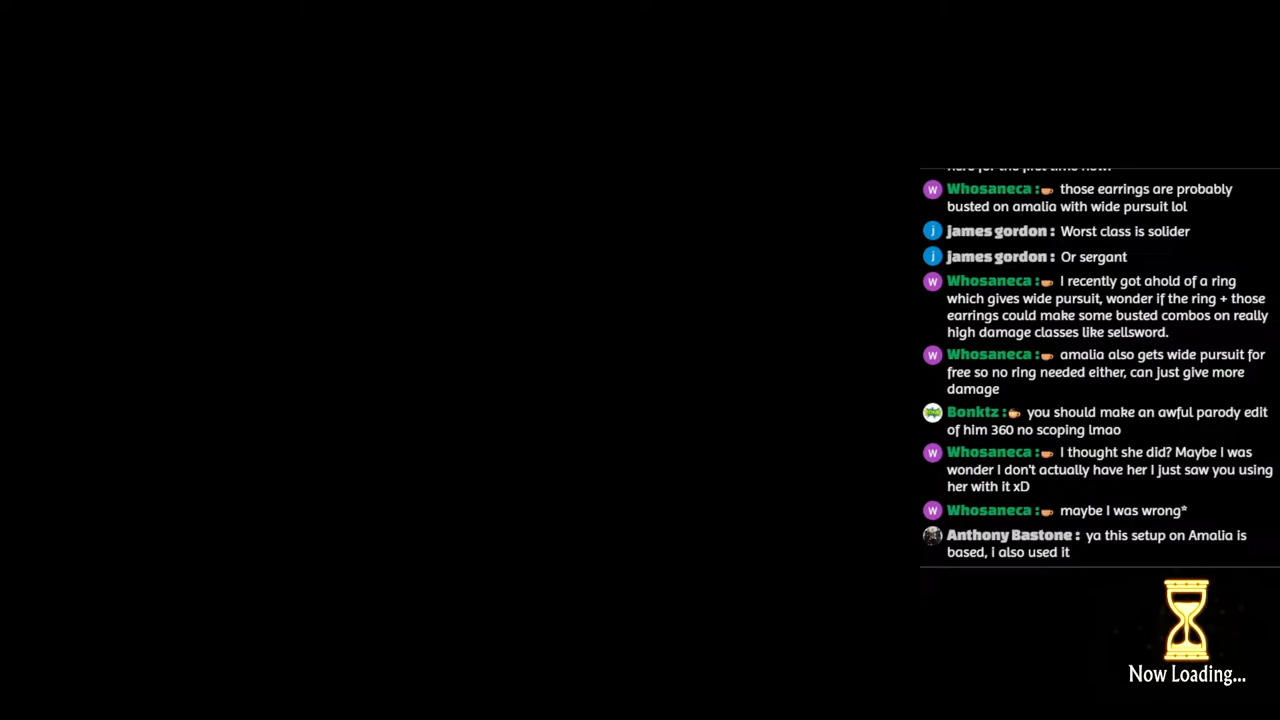 Whosaneca : those earrings are probably
busted on amalia with wide pursuit lol
james gordon : Worst class is solider
james gordon : Or sergant
Whosaneca : I recently got ahold of a ring
which gives wide pursuit, wonder if the ring + those
earrings could make some busted combos on really
high damage classes like sellsword.
Whosaneca : amalia also gets wide pursuit for
free so no ring needed either, can just give more
damage
Bonktz : you should make an awful parody edit
of him 360 no scoping lmao
Whosaneca : I thought she did? Maybe I was
wonder I don't actually have her I just saw you using
her with it xD
Whosaneca : maybe I was wrong*
Anthony Bastone : ya this setup on Amalia is
based, i also used it
Now Loading...